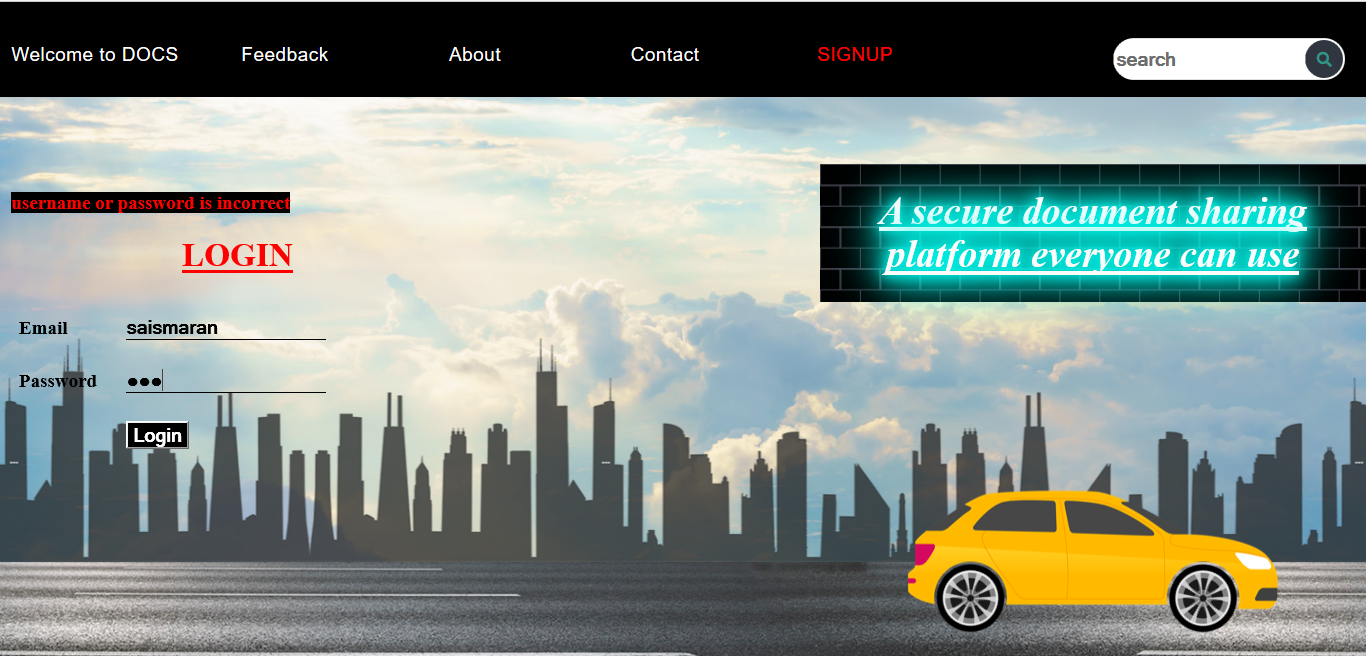 Welcome to DOCS
Feedback
About
Contact
SIGNUP
search
username or password is incorrect
LOGIN
A secure document sharing
platform everyone can use
Email
saismaran
Password
Login